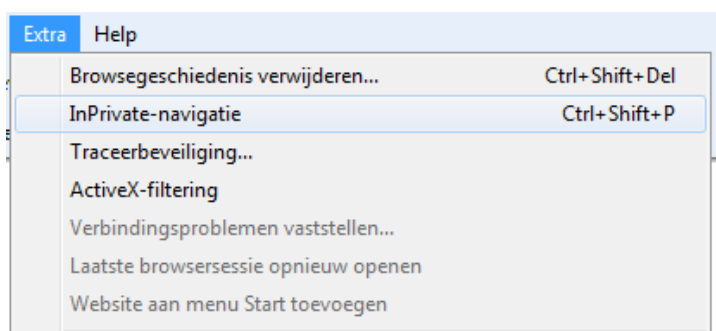 Extra Help
Browsegeschiedenis verwijderen... Ctrl+Shift+Del
InPrivate-navigatie Ctrl+Shift+P
Traceerbeveiliging...
ActiveX-filtering
Verbindingsproblemen vaststellen...
Laatste browsersessie opnieuw openen
Website aan menu Start toevoegen